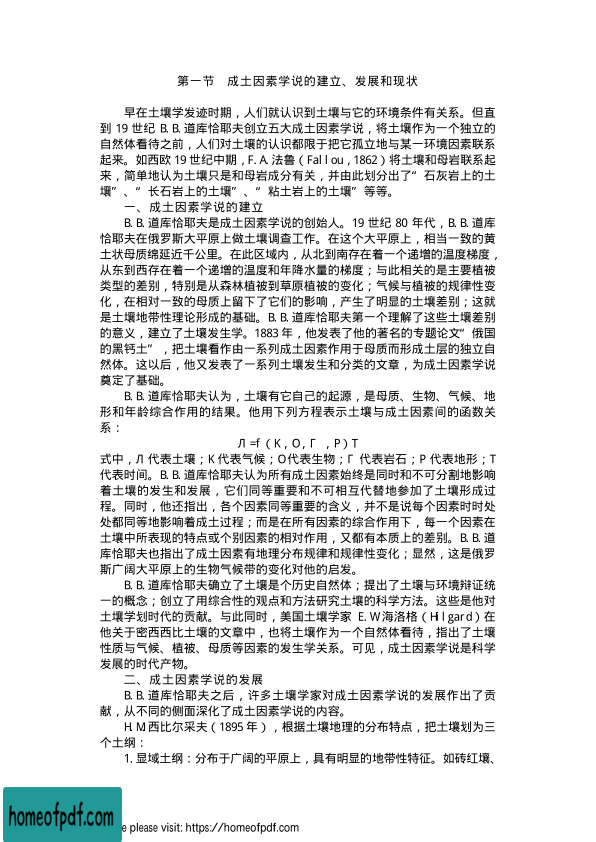 第一节 成土因素学说的建立、发展和现状
早在土壤学发迹时期，人们就认识到土壤与它的环境条件有关系。但直
到 19 世纪 B.B.道库恰耶夫创立五大成土因素学说，将土壤作为一个独立的
自然体看待之前，人们对土壤的认识都限于把它孤立地与某一环境因素联系
起来。如西欧 19 世纪中期，F.A.法鲁（Fallou,1862）将土壤和母岩联系起
来，简单地认为土壤只是和母岩成分有关，并由此划分出了“石灰岩上的土
壤”、“长石岩上的土壤”、“粘土岩上的土壤”等等。
一、成土因素学说的建立
B.B.道库恰耶夫是成土因素学说的创始人。19 世纪 80 年代，B.B.道库
恰耶夫在俄罗斯大平原上做土壤调查工作。在这个大平原上，相当一致的黄
土状母质绵延近千公里。在此区域内，从北到南存在着一个递增的温度梯度，
从东到西存在着一个递增的温度和年降水量的梯度；与此相关的是主要植被
类型的差别，特别是从森林植被到草原植被的变化；气候与植被的规律性变
化，在相对一致的母质上留下了它们的影响，产生了明显的土壤差别；这就
是土壤地带性理论形成的基础。B.B.道库恰耶夫第一个理解了这些土壤差别
的意义，建立了土壤发生学。1883 年，他发表了他的著名的专题论文“俄国
的黑钙土”，把土壤看作由一系列成土因素作用于母质而形成土层的独立自
然体。这以后，他又发表了一系列土壤发生和分类的文章，为成土因素学说
奠定了基础。
B.B.道库恰耶夫认为，土壤有它自己的起源，是母质、生物、气候、地
形和年龄综合作用的结果。他用下列方程表示土壤与成土因素间的函数关
系：
Л=f（K,O,Г,P）T
式中，Л代表土壤；K 代表气候；O代表生物；Г代表岩石；P 代表地形；T
代表时间。B.B.道库恰耶夫认为所有成土因素始终是同时和不可分割地影响
着土壤的发生和发展，它们同等重要和不可相互代替地参加了土壤形成过
程。同时，他还指出，各个因素同等重要的含义，并不是说每个因素时时处
处都同等地影响着成土过程；而是在所有因素的综合作用下，每一个因素在
土壤中所表现的特点或个别因素的相对作用，又都有本质上的差别。B.B.道
库恰耶夫也指出了成土因素有地理分布规律和规律性变化；显然，这是俄罗
斯广阔大平原上的生物气候带的变化对他的启发。
B.B.道库恰耶夫确立了土壤是个历史自然体；提出了土壤与环境辩证统
一的概念；创立了用综合性的观点和方法研究土壤的科学方法。这些是他对
土壤学划时代的贡献。与此同时，美国土壤学家 E.W.海洛格（Hilgard）在
他关于密西西比土壤的文章中，也将土壤作为一个自然体看待，指出了土壤
性质与气候、植被、母质等因素的发生学关系。可见，成土因素学说是科学
发展的时代产物。
二、成土因素学说的发展
B.B.道库恰耶夫之后，许多土壤学家对成土因素学说的发展作出了贡
献，从不同的侧面深化了成土因素学说的内容。
H.M.西比尔采夫（1895 年），根据土壤地理的分布特点，把土壤划为三
个土纲：
1.显域土纲：分布于广阔的平原上，具有明显的地带性特征。如砖红壤、
homeofpdf.com
e please visit: https://homeofpdf.com